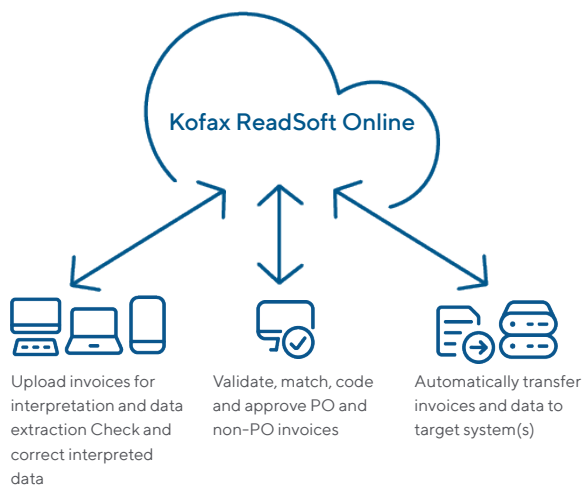 Kofax ReadSoft Online
Upload invoices for
interpretation and data
extraction Check and
correct interpreted
data
Validate, match, code
and approve PO and
non-PO invoices
Automatically transfer
invoices and data to
target system(s)